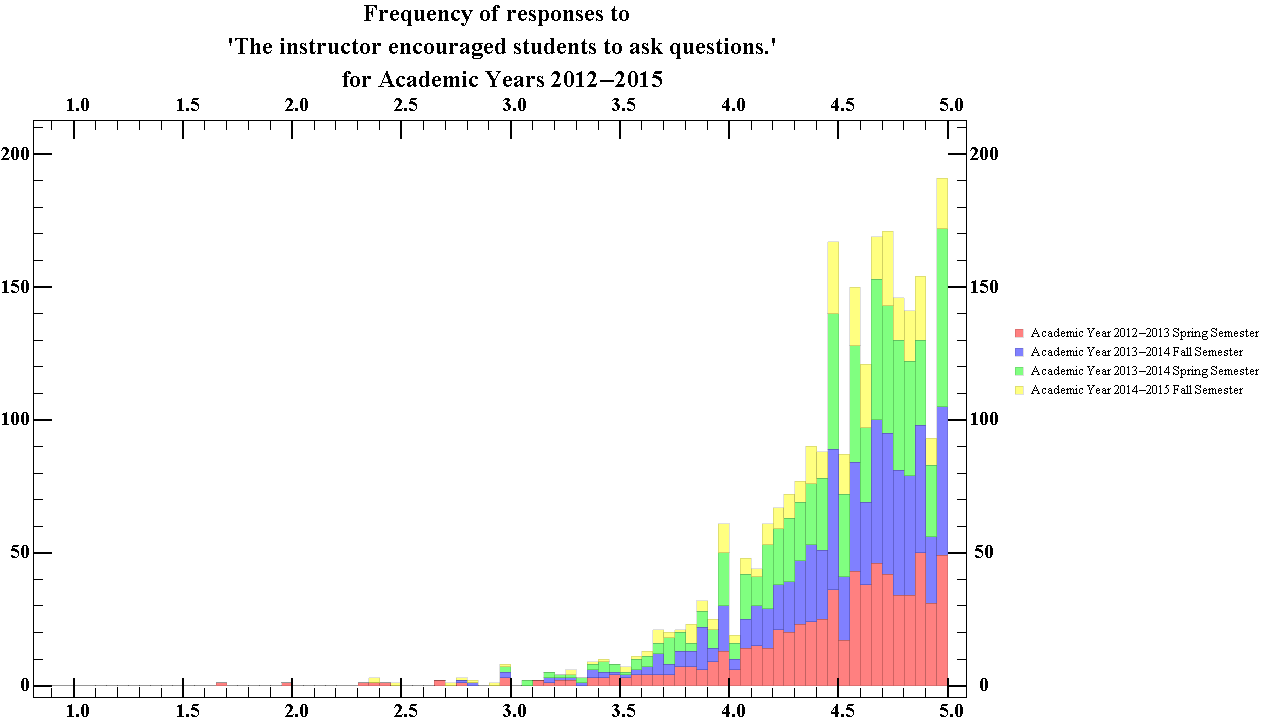 Frequency of responses to
'The instructor encouraged students to ask questions.'
for Academic Years 2012–2015
1.0 1.5 2.0 2.5 3.0 3.5 4.0 4.5 5.0
200 200
150 150
Academic Year 2012–2013 Spring Semester
Academic Year 2013–2014 Fall Semester
Academic Year 2013–2014 Spring Semester
Academic Year 2014–2015 Fall Semester
100 100
50 50
0 0
1.0 1.5 2.0 2.5 3.0 3.5 4.0 4.5 5.0